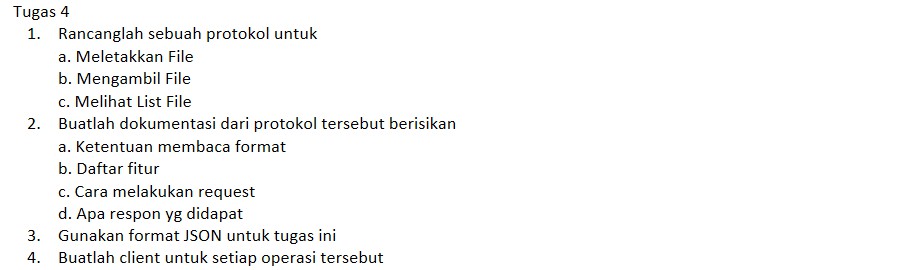 Tugas 4
1. Rancanglah sebuah protokol untuk
a. Meletakkan File
b. Mengambil File
c. Melihat List File
2. Buatlah dokumentasi dari protokol tersebut berisikan
a. Ketentuan membaca format
b. Daftar fitur
c. Cara melakukan request
d. Apa respon yg didapat
3. Gunakan format JSON untuk tugas ini
4. Buatlah client untuk setiap operasi tersebut